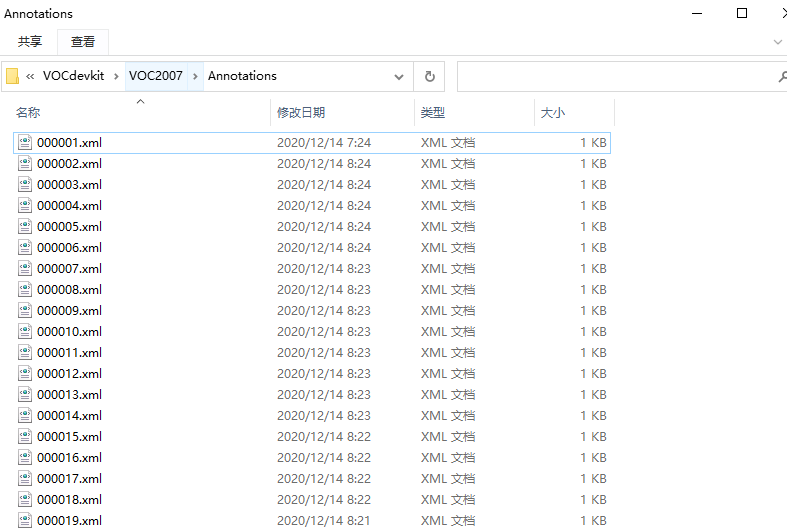 Annotations
共享 查看
« VOCdevkit > VOC2007 > Annotations
名称 修改日期 类型 大小
000001.xml 2020/12/14 7:24 XML 文档 1 KB
000002.xml 2020/12/14 8:24 XML 文档 1 KB
000003.xml 2020/12/14 8:24 XML 文档 1 KB
000004.xml 2020/12/14 8:24 XML 文档 1 KB
000005.xml 2020/12/14 8:24 XML 文档 1 KB
000006.xml 2020/12/14 8:24 XML 文档 1 KB
000007.xml 2020/12/14 8:23 XML 文档 1 KB
000008.xml 2020/12/14 8:23 XML 文档 1 KB
000009.xml 2020/12/14 8:23 XML 文档 1 KB
000010.xml 2020/12/14 8:23 XML 文档 1 KB
000011.xml 2020/12/14 8:23 XML 文档 1 KB
000012.xml 2020/12/14 8:23 XML 文档 1 KB
000013.xml 2020/12/14 8:23 XML 文档 1 KB
000014.xml 2020/12/14 8:23 XML 文档 1 KB
000015.xml 2020/12/14 8:22 XML 文档 1 KB
000016.xml 2020/12/14 8:22 XML 文档 1 KB
000017.xml 2020/12/14 8:22 XML 文档 1 KB
000018.xml 2020/12/14 8:22 XML 文档 1 KB
000019.xml 2020/12/14 8:21 XML 文档 1 KB